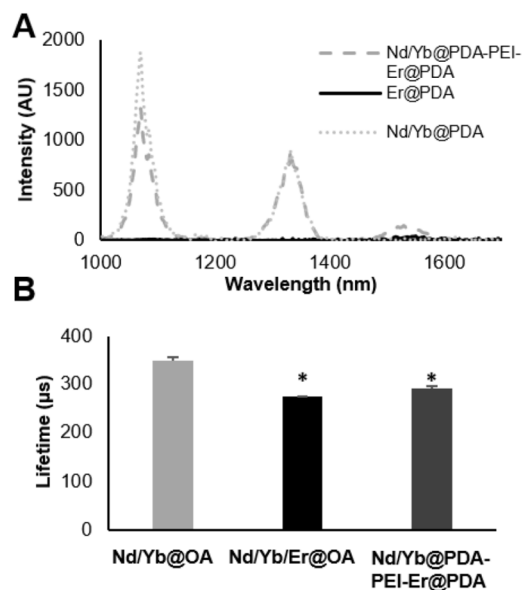 A
2000
1500
1000
500
0
Intensity (AU)
Nd/Yb@PDA-PEI-
Er@PDA
Er@PDA
Nd/Yb@PDA
1000
1200
1400
1600
Wavelength (nm)
B
400
300
200
100
0
Lifetime (µs)
*
*
Nd/Yb@OA
Nd/Yb/Er@OA
Nd/Yb@PDA-
PEI-Er@PDA